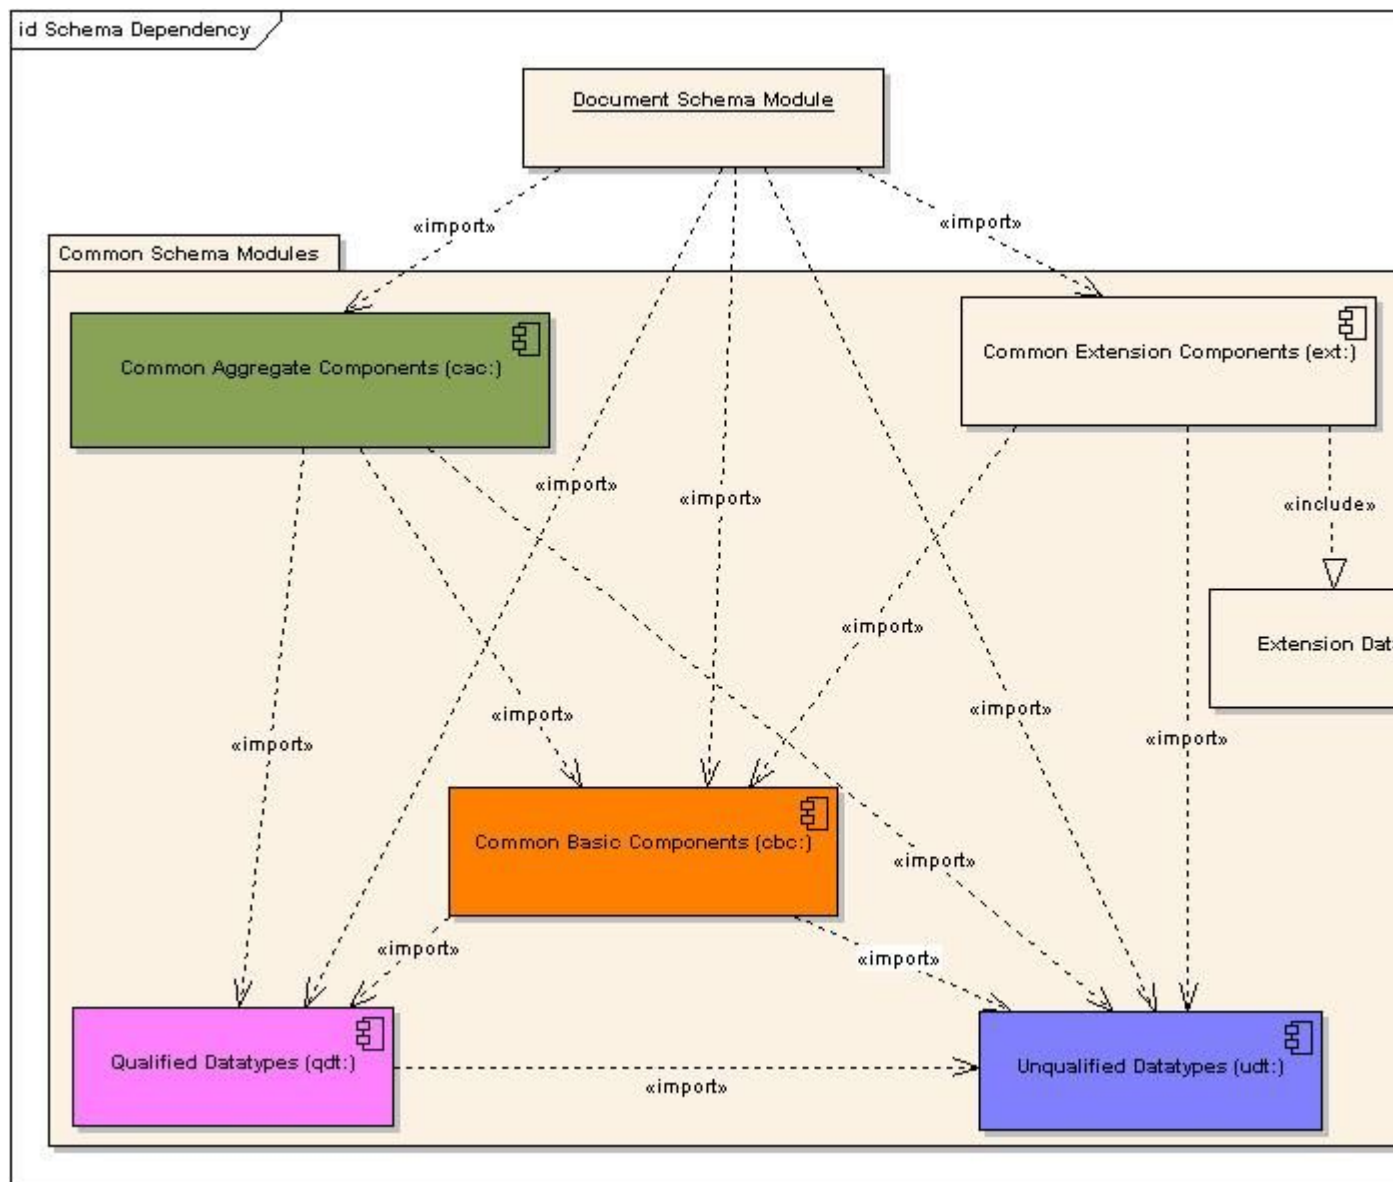 id Schema Dependency
Document Schema Module
«import»
«import»
Common Schema Modules
Common Aggregate Components (cac:)
Common Extension Components (ext:)
«import»
«import»
«include»
«import»
Extension Dat
«import»
«import»
«import»
«import»
Common Basic Components (cbc:)
«import»
«import»
«import»
Qualified Datatypes (qdt:)
Unqualified Datatypes (udt:)
«import»